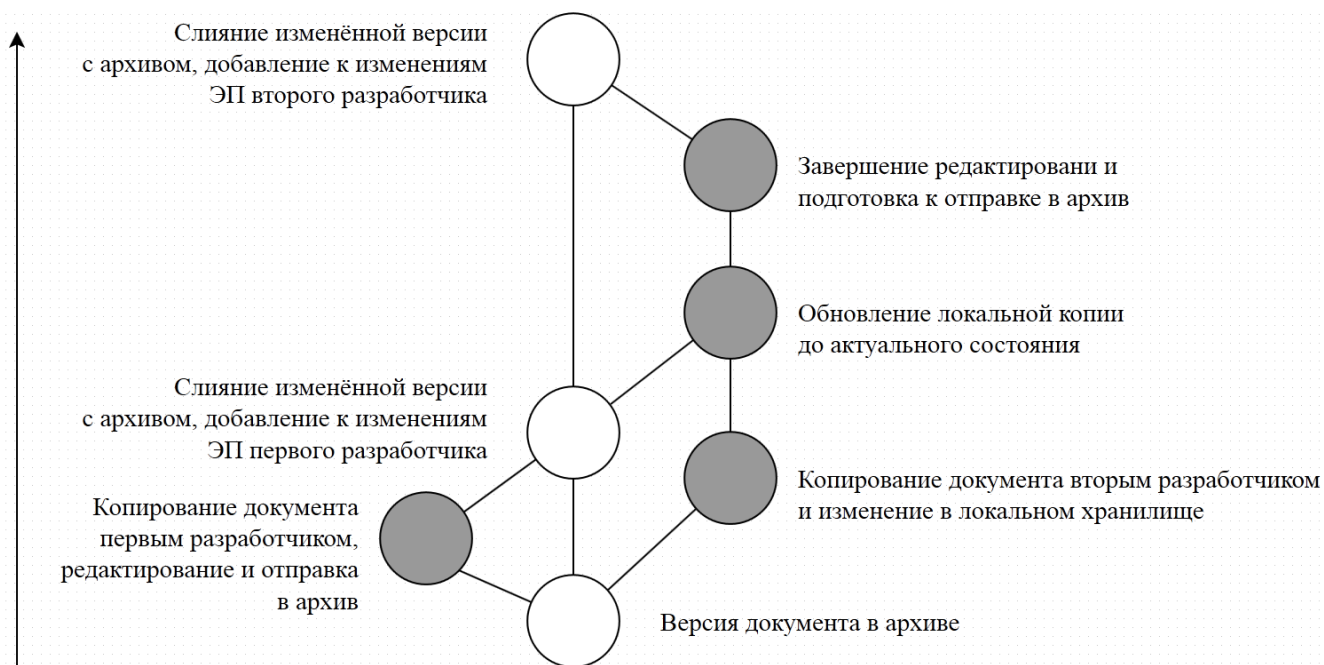 Слияние изменённой версии
с архивом, добавление к изменениям
ЭП второго разработчика
Завершение редактировани и
подготовка к отправке в архив
Обновление локальной копии
до актуального состояния
Слияние изменённой версии
с архивом, добавление к изменениям
ЭП первого разработчика
Копирование документа вторым разработчиком
и изменение в локальном хранилище
Копирование документа
первым разработчиком,
редактирование и отправка
в архив
Версия документа в архиве